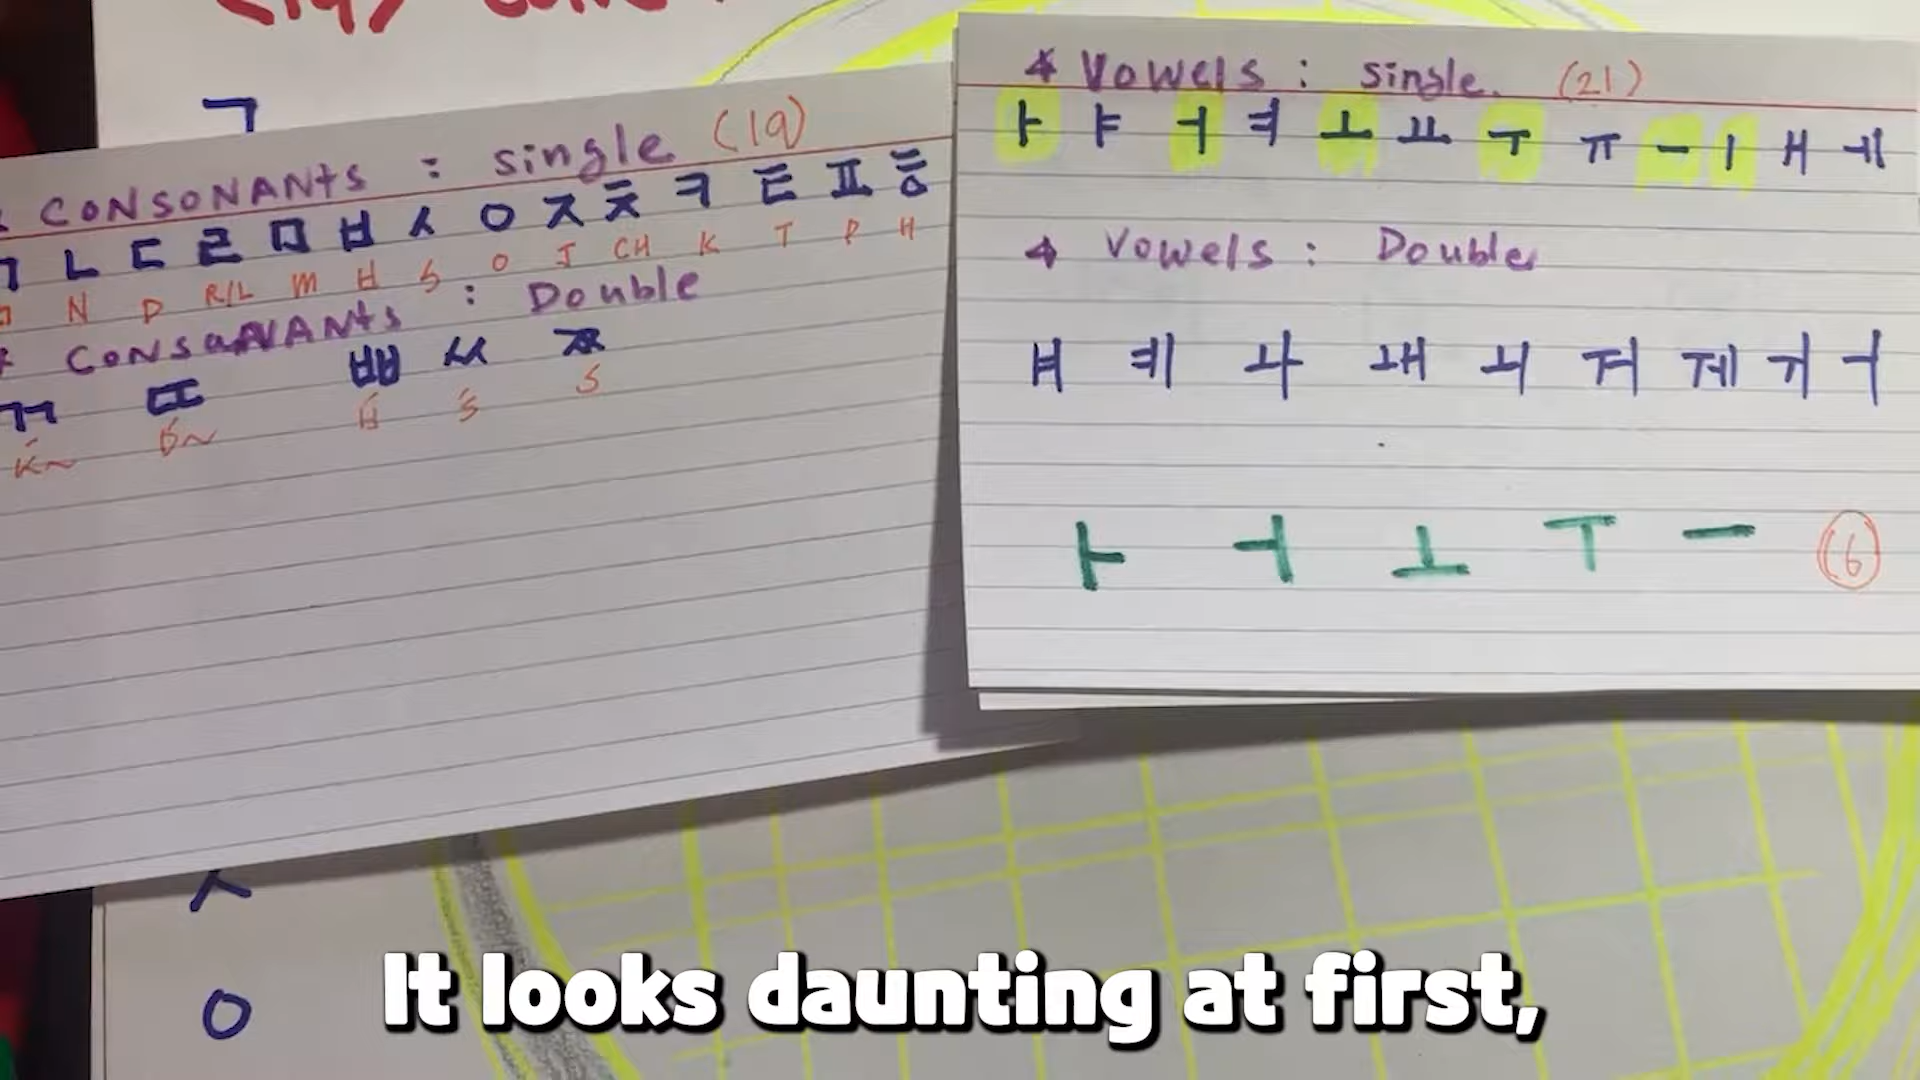 ㄱ
CONSONANTS : single (19)
ㄱ ㄴ ㄷ ㄹ ㅁ ㅂ ㅅ ㅇ ㅈ ㅊ ㅋ ㅌ ㅍ ㅎ
N D R/L M H S O J CH K T P H
CONSONANTS : Double
ㄲ ㄸ ㅃ ㅆ ㅉ
S S
Vowels : single. (21)
ㅏ ㅑ ㅓ ㅕ ㅗ ㅛ ㅜ ㅠ ㅡ ㅣ ㅐ ㅔ
Vowels : Double
ㅒ ㅖ ㅘ ㅙ ㅚ ㅝ ㅞ ㅟ ㅓ
ㅏ ㅓ ㅗ ㅜ ㅡ (6)
ㅅ
ㅇ
It looks daunting at first,